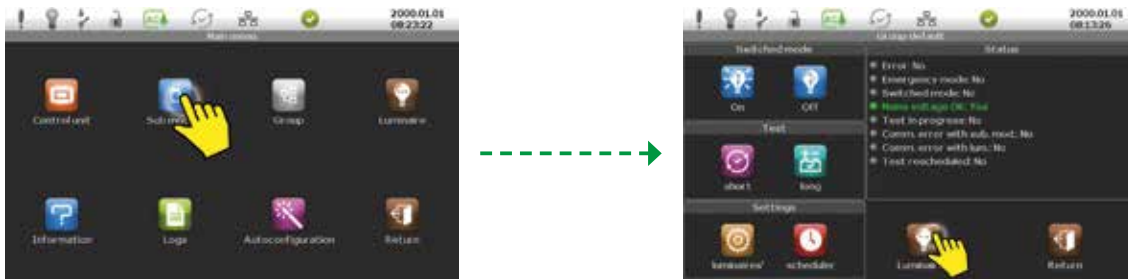 2000.01.01
08:23:22
Main menu
Control unit
Group
Luminaire
Information
Logs
Autoconfiguration
Return
2000.01.01
08:13:26
Group default
Switched mode
Status
On
Off
Error: No
Emergency mode: No
Switched mode: No
Mains voltage OK: Yes
Test in progress: No
Comm. error with sub. mod.: No
Comm. error with lum.: No
Test rescheduled: No
Test
short
long
Settings
luminaires'
scheduler
Return